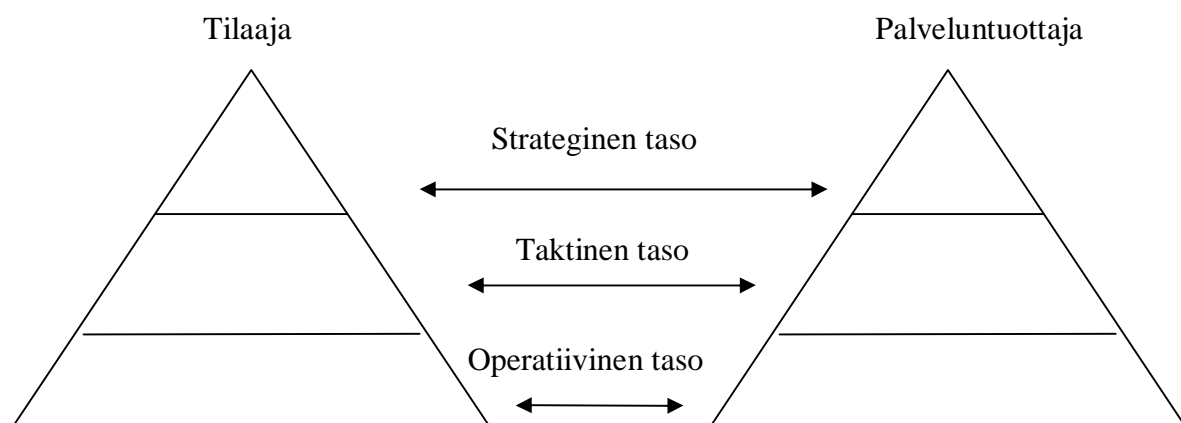 Tilaaja
Palveluntuottaja
Strateginen taso
Taktinen taso
Operatiivinen taso